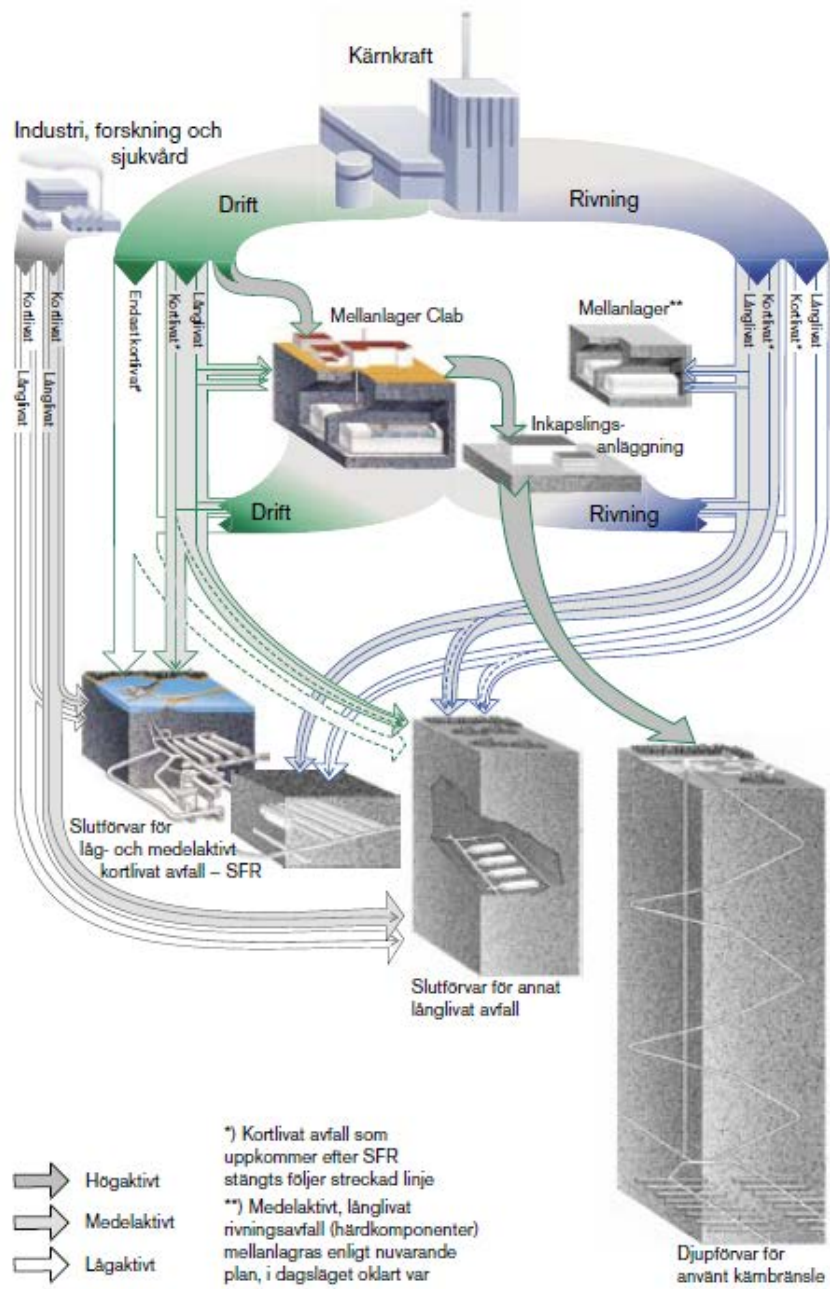 Kärnkraft
Industri, forskning och
sjukvård
Drift
Rivning
Kortlivat
Långlivat
Kortlivat
Långlivat
Endast kortlivat*
Kortlivat*
Långlivat
Mellanlager Clab
Mellanlager**
Långlivat
Kortlivat*
Kortlivat*
Långlivat
Inkapslings-
anläggning
Drift
Rivning
Slutförvar för
låg- och medelaktivt
kortlivat avfall – SFR
Slutförvar för annat
långlivat avfall
Djupförvar för
använt kärnbränsle
Högaktivt
Medelaktivt
Lågaktivt
*) Kortlivat avfall som
uppkommer efter SFR
stängts följer streckad linje
**) Medelaktivt, långlivat
rivningsavfall (härdkomponenter)
mellanlagras enligt nuvarande
plan, i dagsläget oklart var